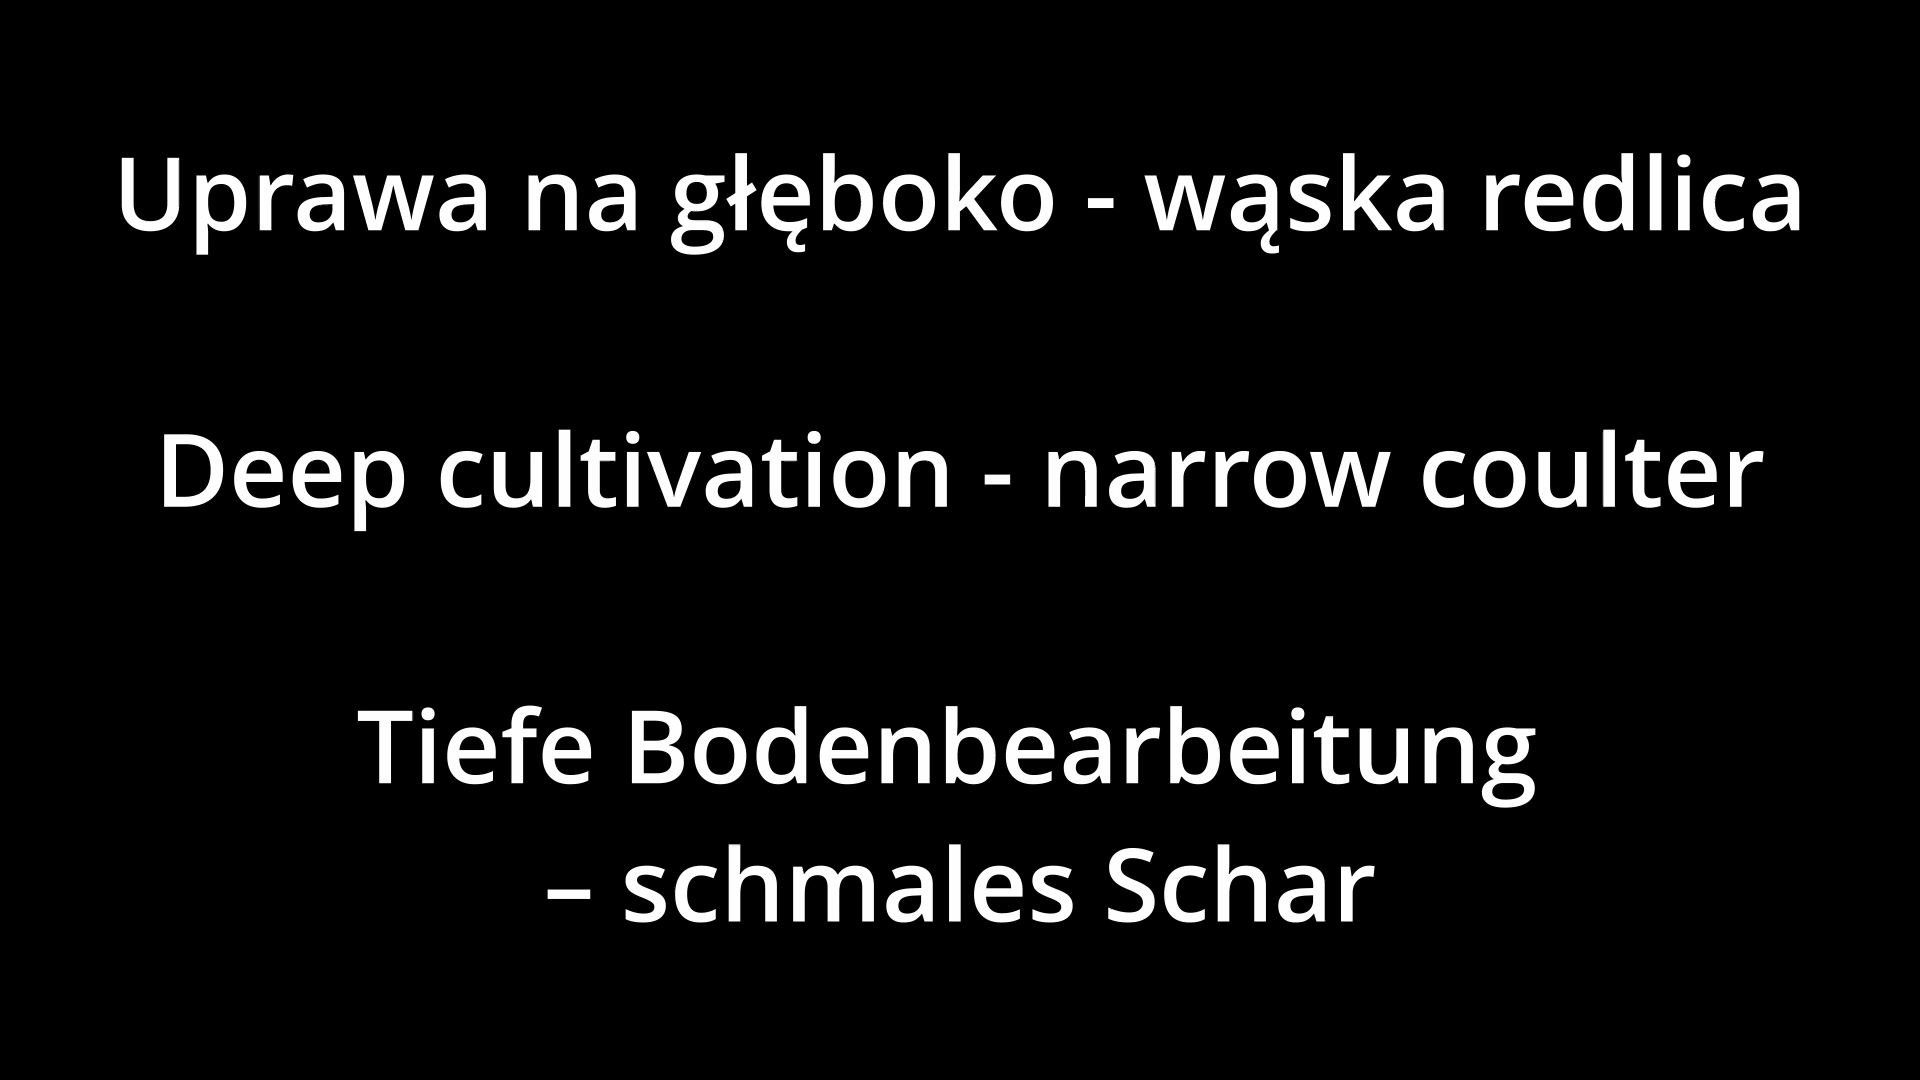 Uprawa na głęboko - wąska redlica
Deep cultivation - narrow coulter
Tiefe Bodenbearbeitung
– schmales Schar